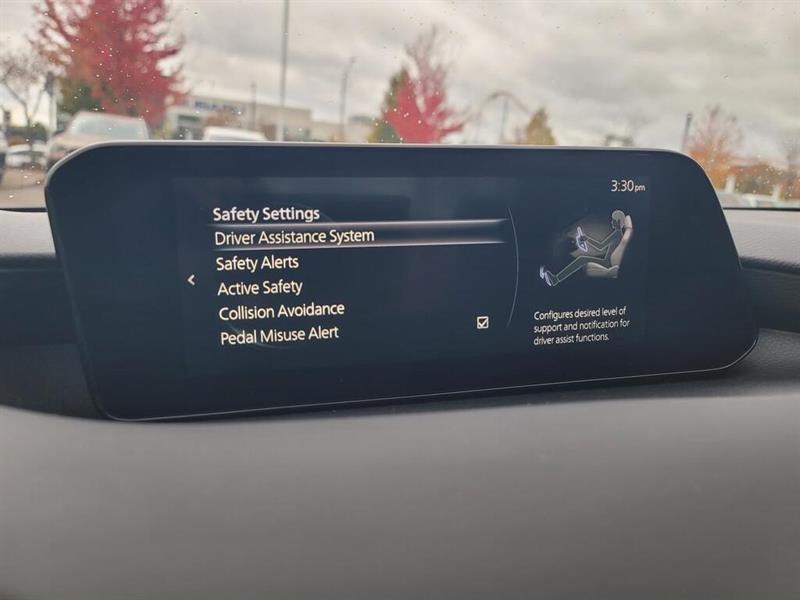 3:30pm
Safety Settings
Driver Assistance System
Safety Alerts
Active Safety
Collision Avoidance
Pedal Misuse Alert
Configures desired level of
support and notification for
driver assist functions.